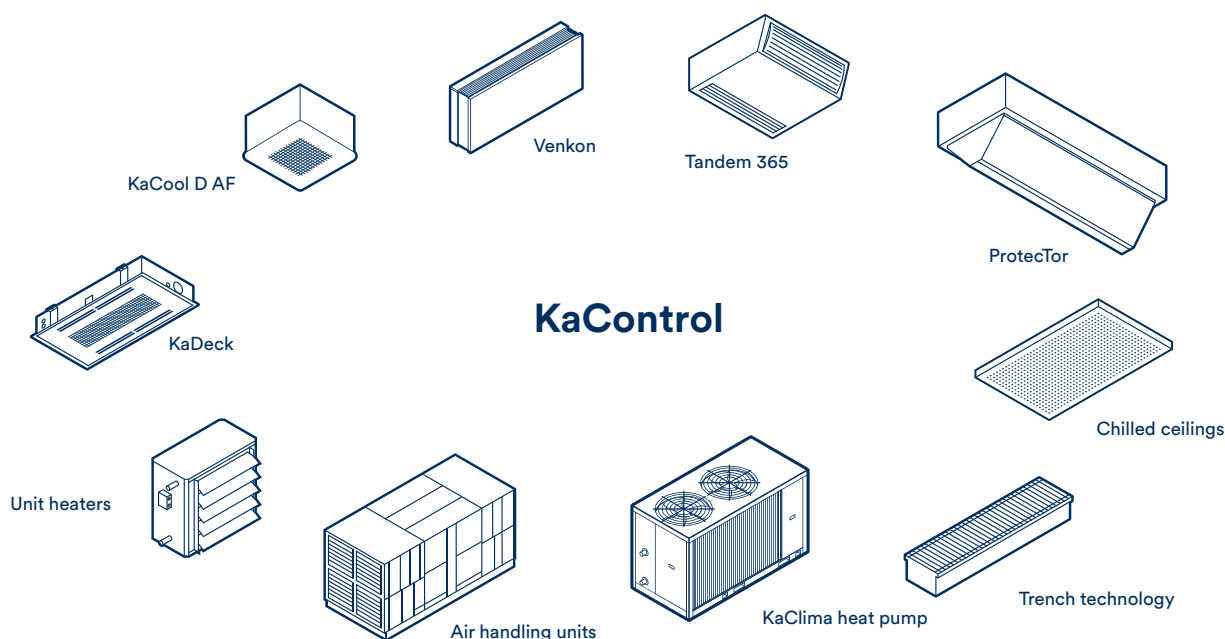 Venkon
Tandem 365
KaCool D AF
ProtecTor
KaControl
KaDeck
Chilled ceilings
Unit heaters
Trench technology
KaClima heat pump
Air handling units